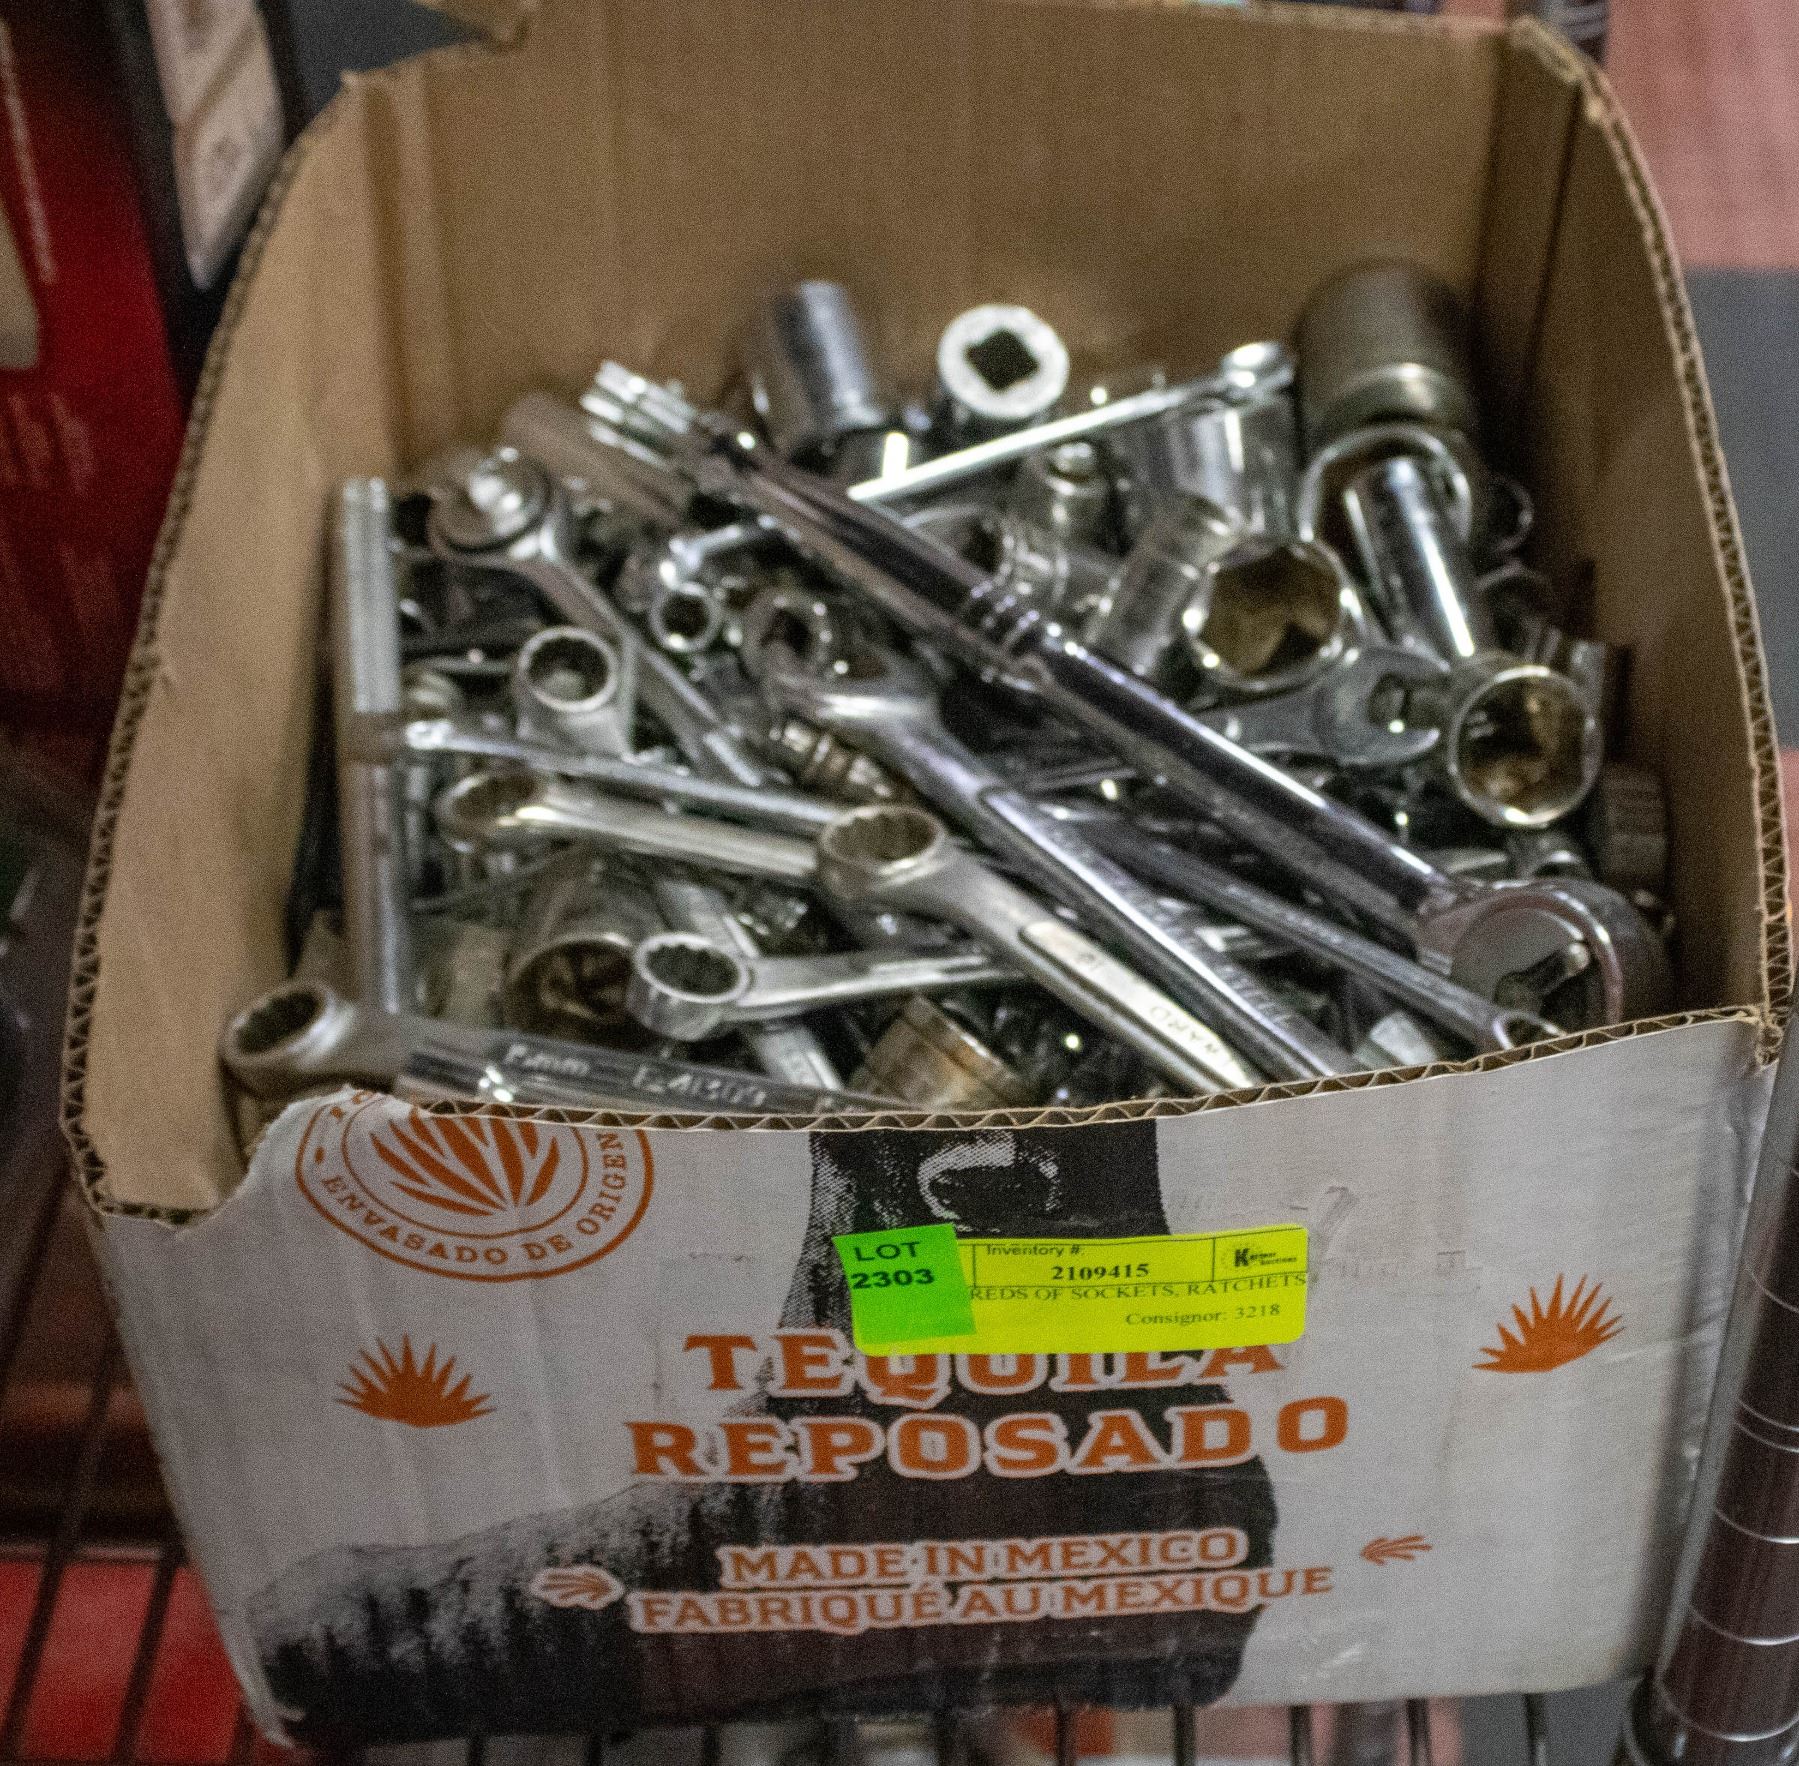 ENVASADO DE ORIGEN
LOT
2303
Inventory #:
2109415
REDS OF SOCKETS, RATCHETS,
Consignor: 3218
TEQUILA
REPOSADO
MADE IN MEXICO
FABRIQUÉ AU MEXIQUE